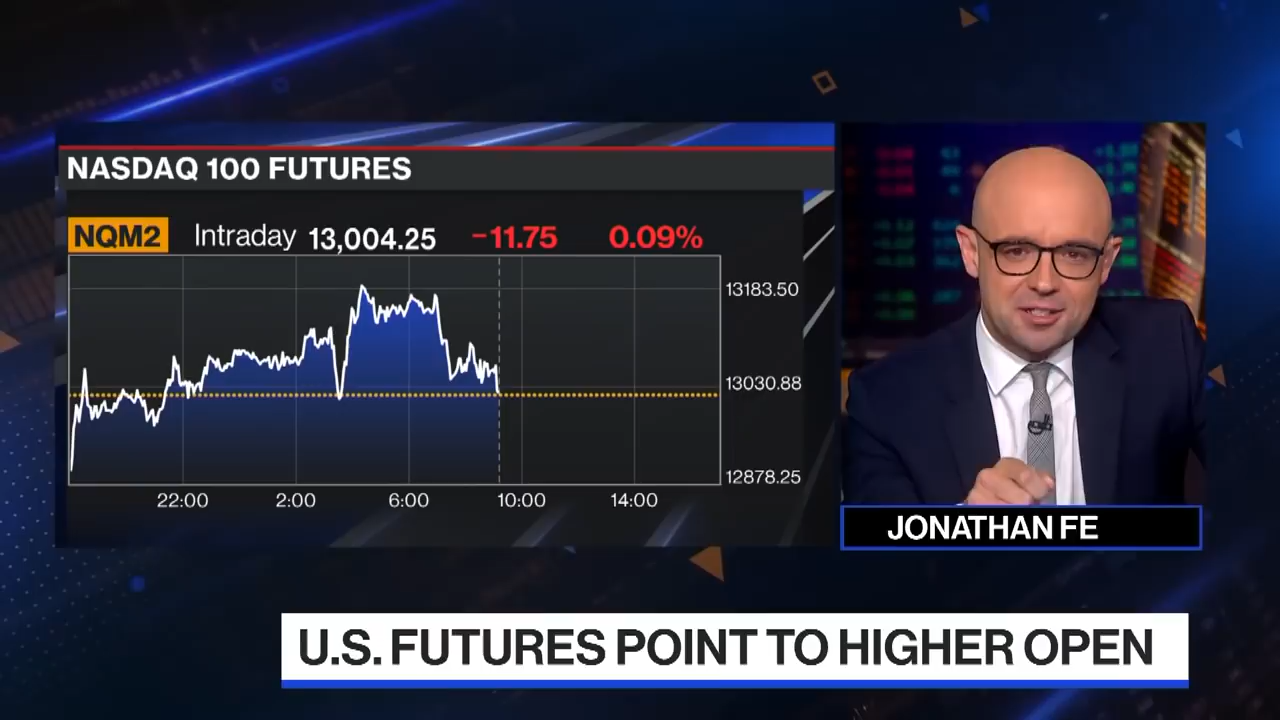 NASDAQ 100 FUTURES
NQM2 Intraday 13,004.25 -11.75 0.09%
13183.50
13030.88
12878.25
22:00 2:00 6:00 10:00 14:00
JONATHAN FE
U.S. FUTURES POINT TO HIGHER OPEN